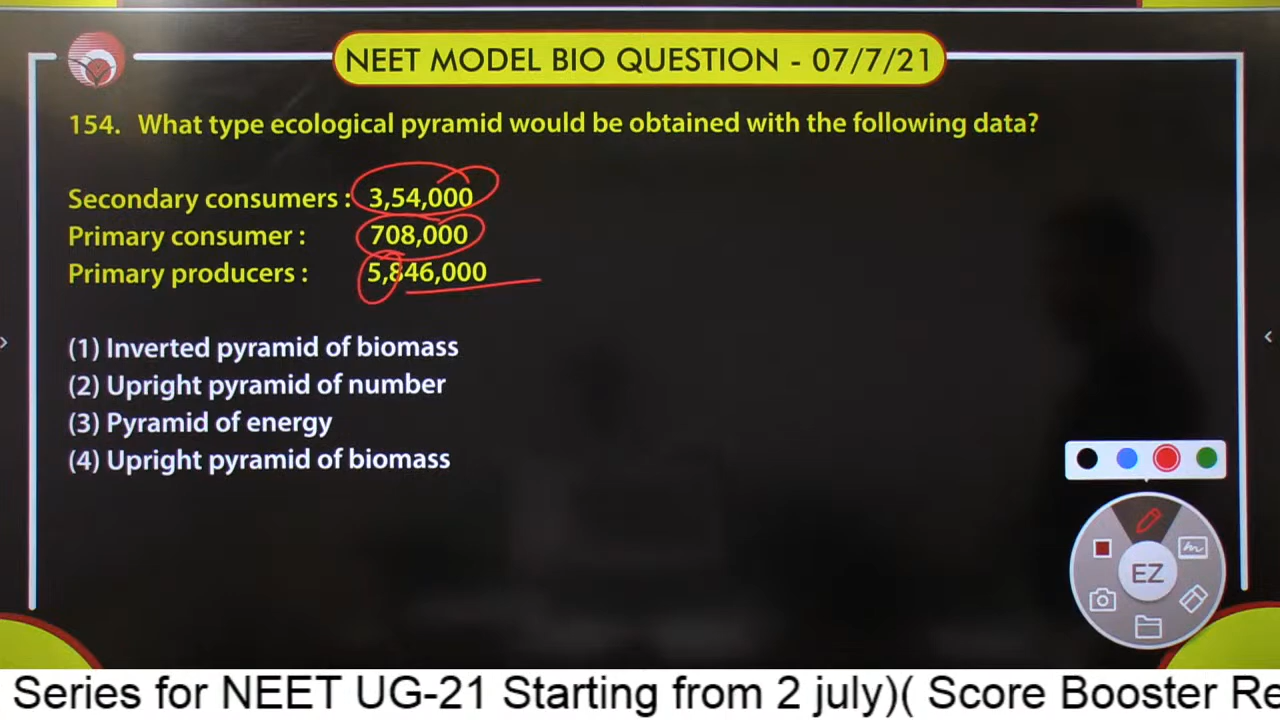 NEET MODEL BIO QUESTION - 07/7/21
154. What type ecological pyramid would be obtained with the following data?
Secondary consumers : 3,54,000
Primary consumer : 708,000
Primary producers : 5,846,000
(1) Inverted pyramid of biomass
(2) Upright pyramid of number
(3) Pyramid of energy
(4) Upright pyramid of biomass
EZ
Series for NEET UG-21 Starting from 2 july)( Score Booster Re